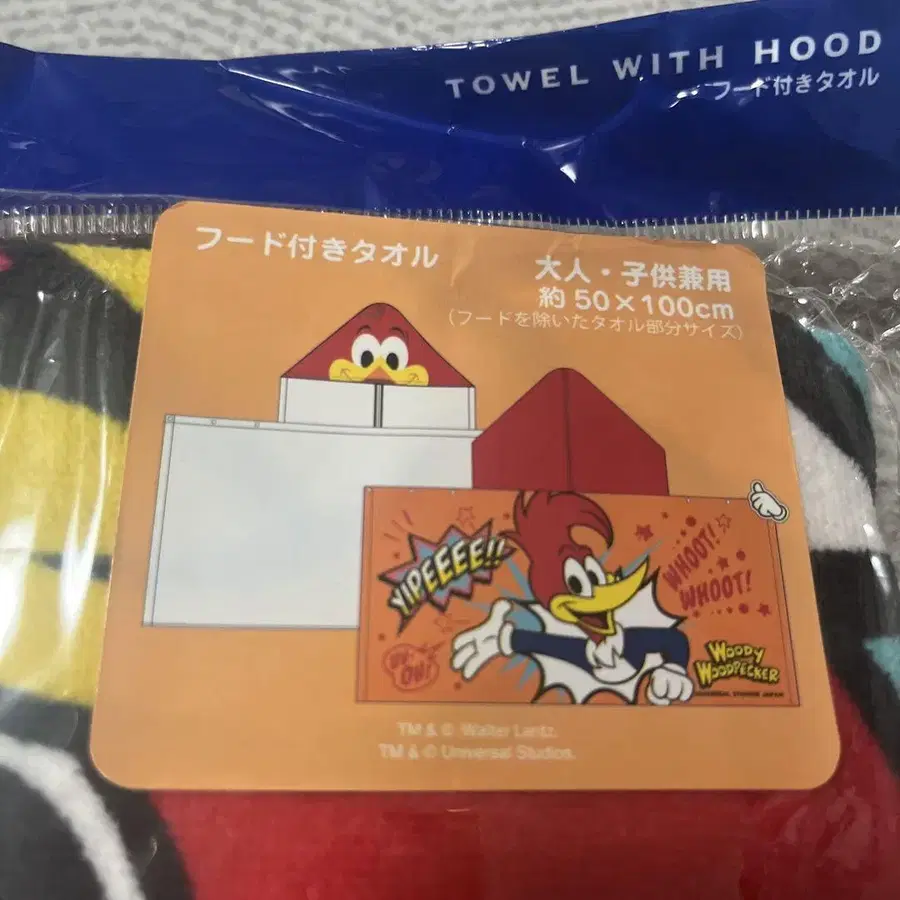 TOWEL WITH HOOD
フード付きタオル
フード付きタオル
大人・子供兼用
約 50×100cm
(フードを除いたタオル部分サイズ)
YIPEEEE!!
WHOOT!
WHOOT!
UH-OH!
WOODY WOODPECKER
UNIVERSAL STUDIOS JAPAN
TM & © Walter Lantz.
TM & © Universal Studios.